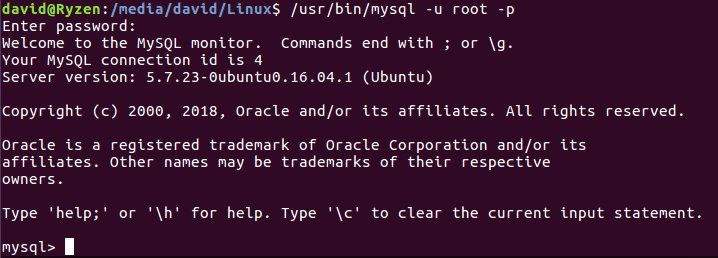 david@Ryzen:/media/david/Linux$ /usr/bin/mysql -u root -p
Enter password:
Welcome to the MySQL monitor.  Commands end with ; or \g.
Your MySQL connection id is 4
Server version: 5.7.23-0ubuntu0.16.04.1 (Ubuntu)
Copyright (c) 2000, 2018, Oracle and/or its affiliates. All rights reserved.
Oracle is a registered trademark of Oracle Corporation and/or its
affiliates. Other names may be trademarks of their respective
owners.
Type 'help;' or '\h' for help. Type '\c' to clear the current input statement.
mysql>